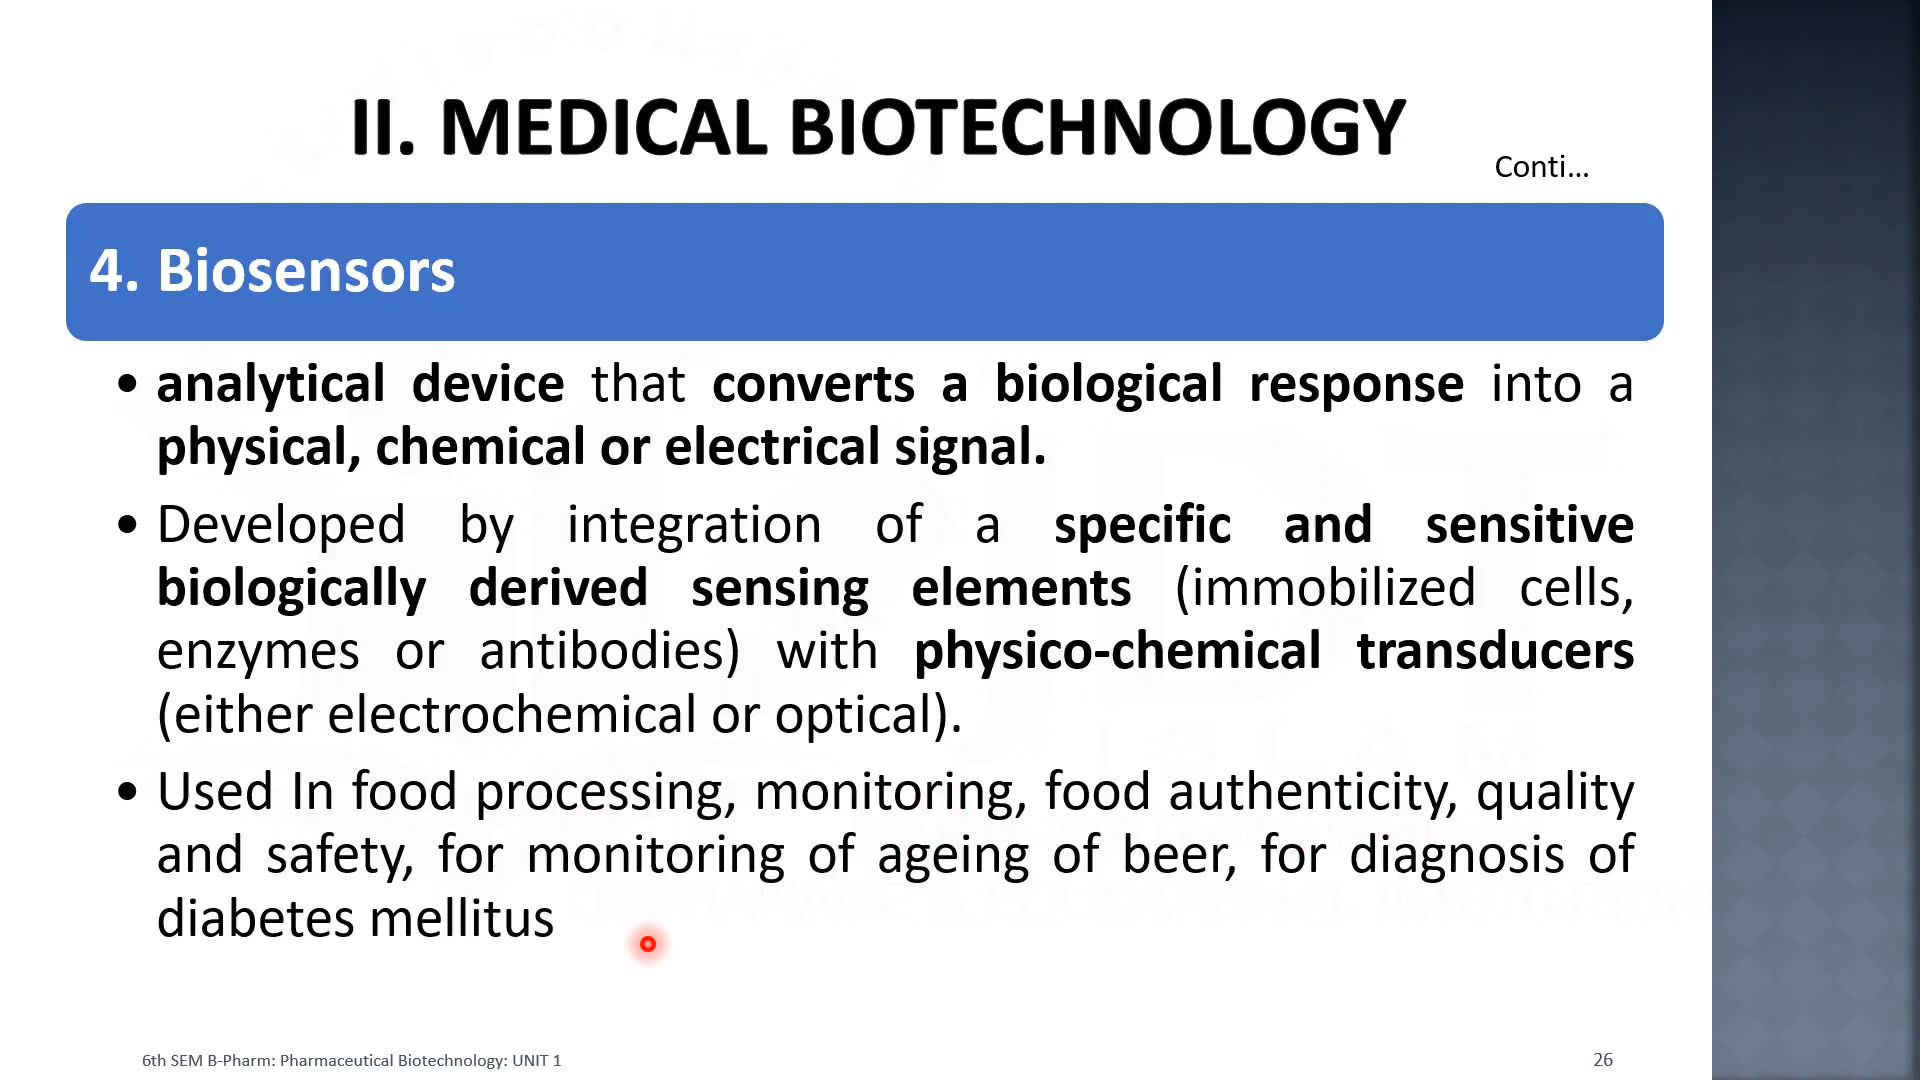 II. MEDICAL BIOTECHNOLOGY
Conti...
4. Biosensors
• analytical device that converts a biological response into a
physical, chemical or electrical signal.
• Developed by integration of a specific and sensitive
biologically derived sensing elements (immobilized cells,
enzymes or antibodies) with physico-chemical transducers
(either electrochemical or optical).
• Used In food processing, monitoring, food authenticity, quality
and safety, for monitoring of ageing of beer, for diagnosis of
diabetes mellitus
6th SEM B-Pharm: Pharmaceutical Biotechnology: UNIT 1
26